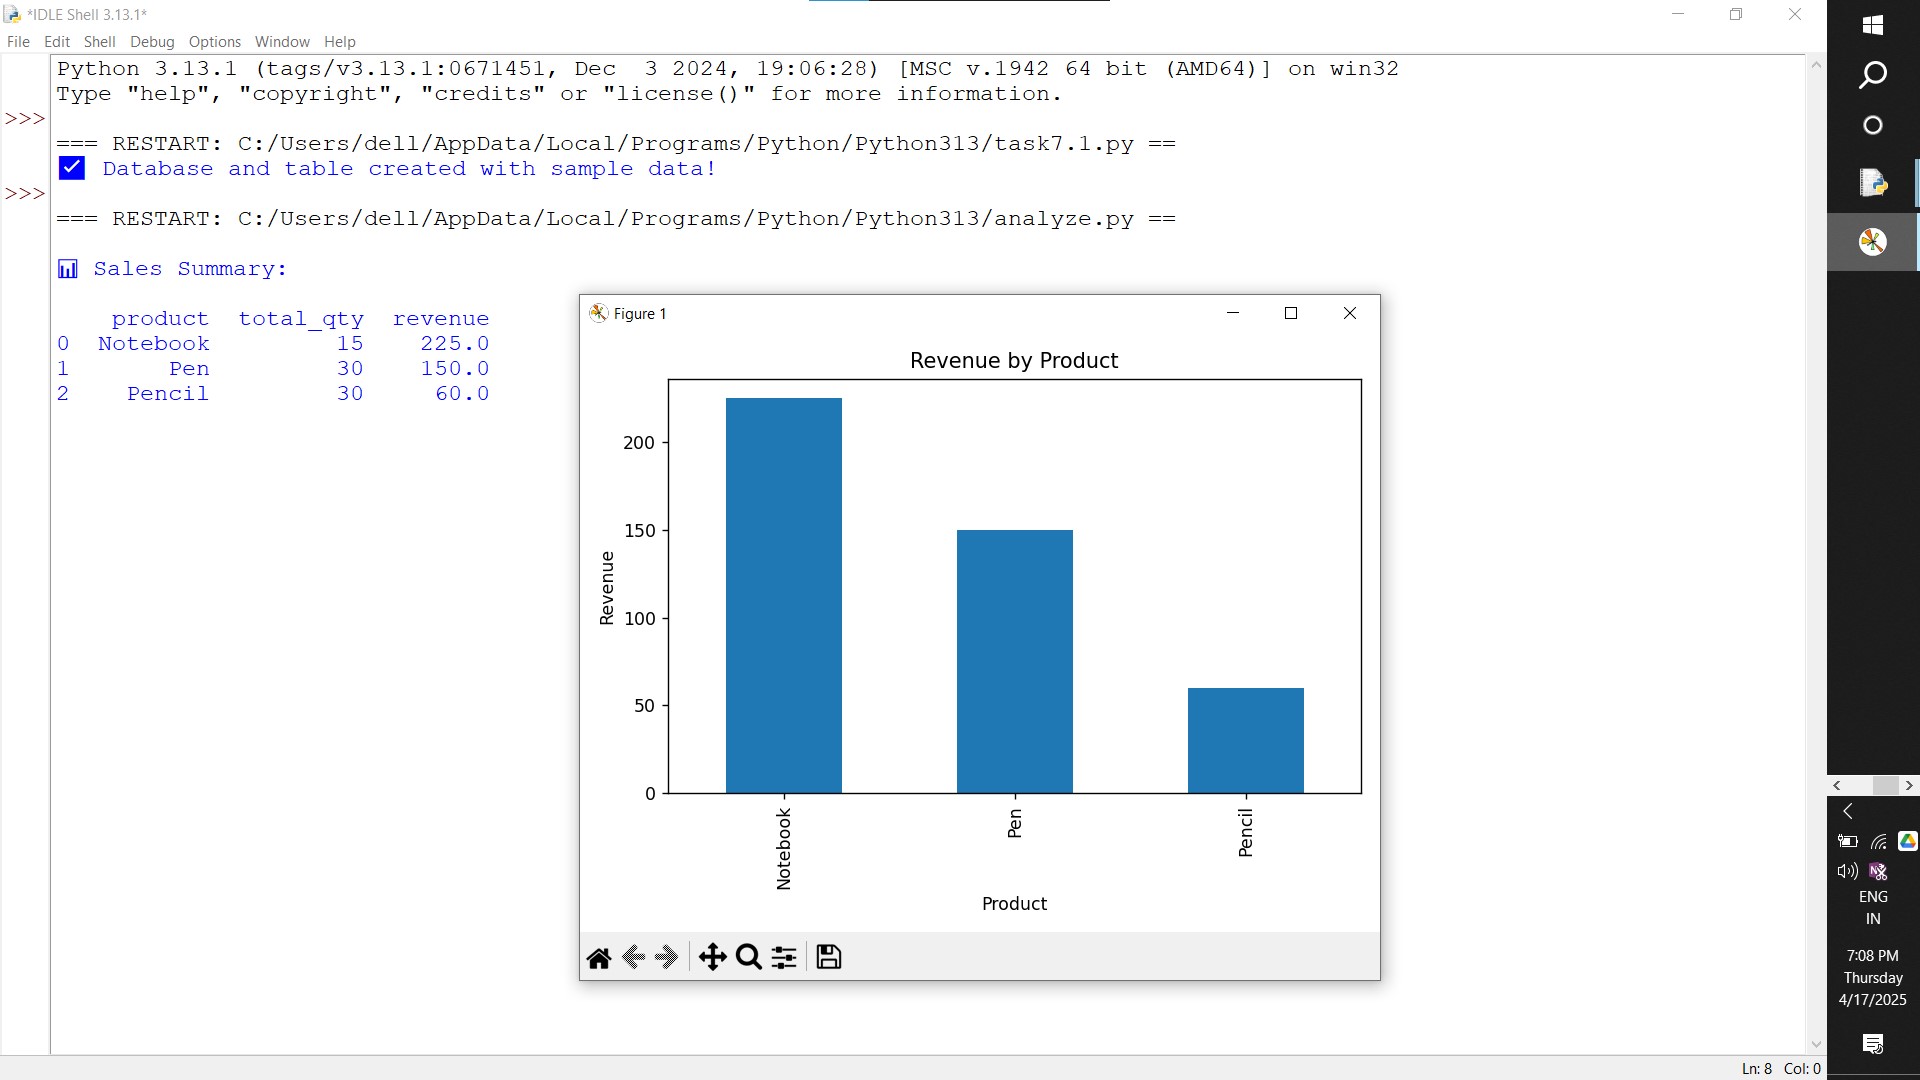 *IDLE Shell 3.13.1*
File Edit Shell Debug Options Window Help
Python 3.13.1 (tags/v3.13.1:0671451, Dec  3 2024, 19:06:28) [MSC v.1942 64 bit (AMD64)] on win32
Type "help", "copyright", "credits" or "license()" for more information.
>>>
=== RESTART: C:/Users/dell/AppData/Local/Programs/Python/Python313/task7.1.py ==
✅ Database and table created with sample data!
>>>
=== RESTART: C:/Users/dell/AppData/Local/Programs/Python/Python313/analyze.py ==
📊 Sales Summary:
product total_qty revenue
0 Notebook 15 225.0
1 Pen 30 150.0
2 Pencil 30 60.0
Figure 1
Revenue by Product
Revenue
200
150
100
50
0
Notebook Pen Pencil
Product
ENG
IN
7:08 PM
Thursday
4/17/2025
Ln: 8 Col: 0